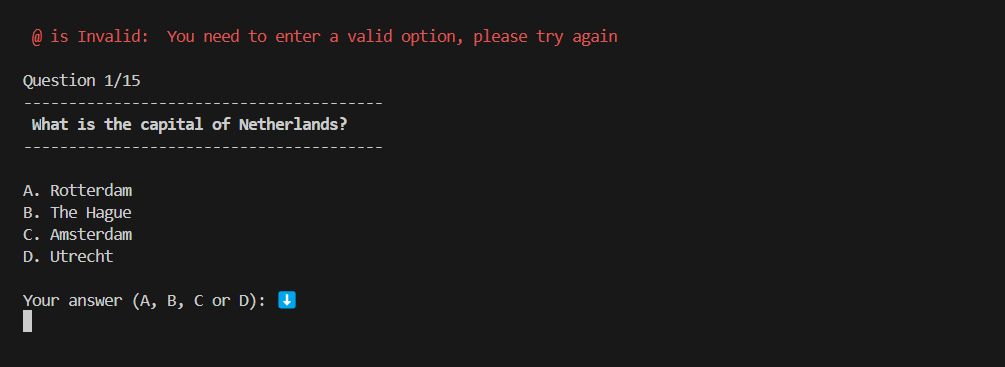 @ is Invalid:  You need to enter a valid option, please try again
Question 1/15
----------------------------------------
What is the capital of Netherlands?
----------------------------------------
A. Rotterdam
B. The Hague
C. Amsterdam
D. Utrecht
Your answer (A, B, C or D): ⬇️